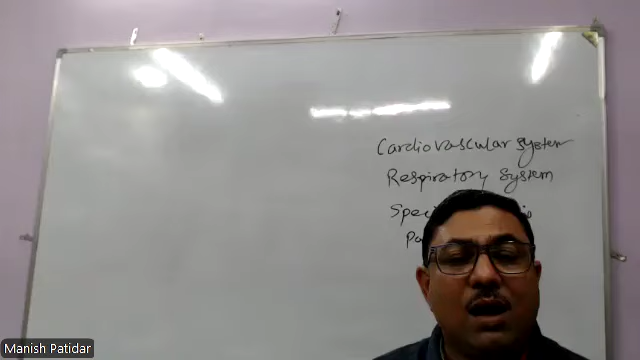 Cardiovascular system
Respiratory System
Manish Patidar